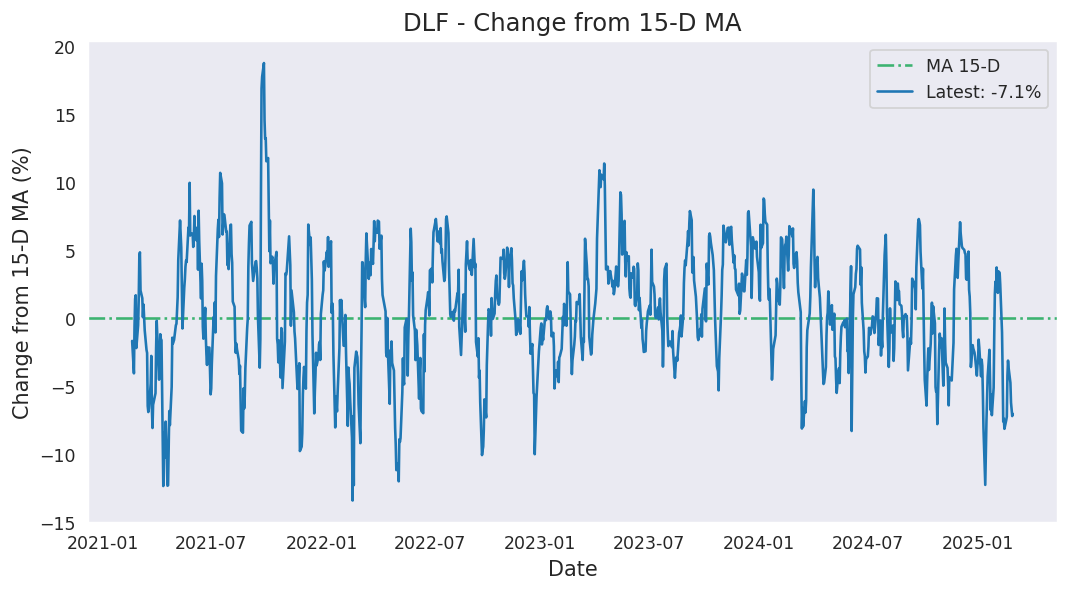 DLF - Change from 15-D MA
MA 15-D
Latest: -7.1%
Change from 15-D MA (%)
20
15
10
5
0
−5
−10
−15
2021-01 2021-07 2022-01 2022-07 2023-01 2023-07 2024-01 2024-07 2025-01
Date